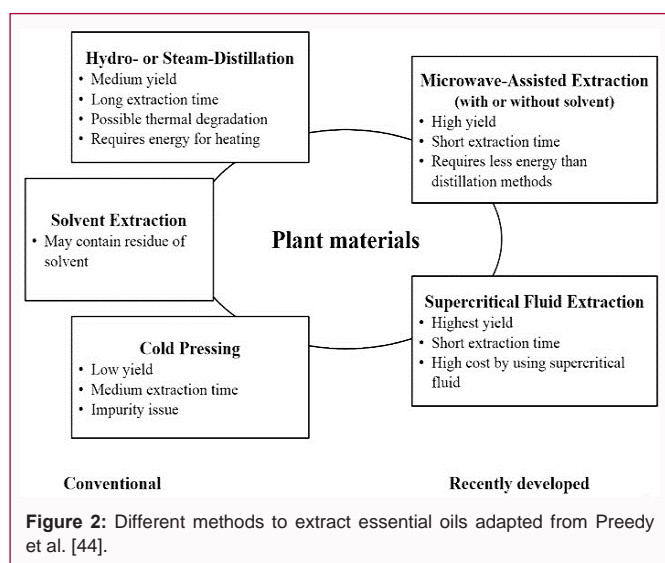 Hydro- or Steam-Distillation
• Medium yield
• Long extraction time
• Possible thermal degradation
• Requires energy for heating
Solvent Extraction
• May contain residue of
solvent
Cold Pressing
• Low yield
• Medium extraction time
• Impurity issue
Plant materials
Microwave-Assisted Extraction
(with or without solvent)
• High yield
• Short extraction time
• Requires less energy than
distillation methods
Supercritical Fluid Extraction
• Highest yield
• Short extraction time
• High cost by using supercritical
fluid
Conventional
Recently developed
Figure 2: Different methods to extract essential oils adapted from Preedy
et al. [44].